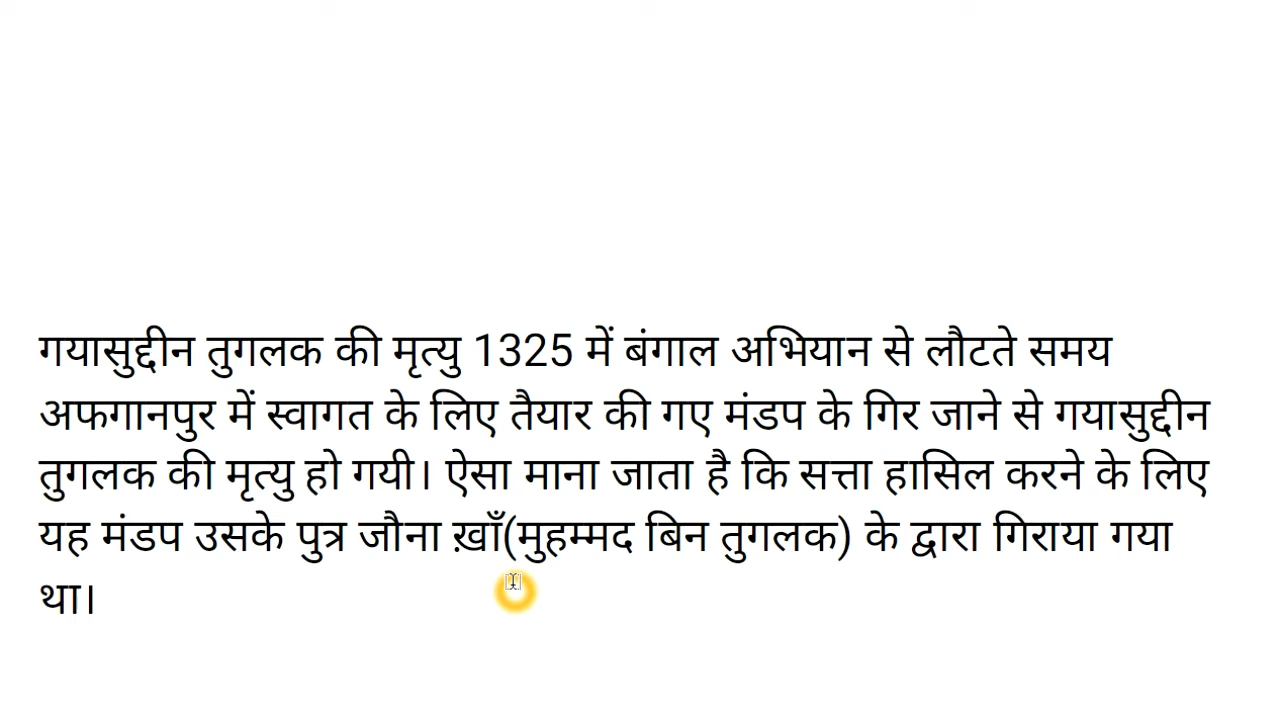 गयासुद्दीन तुगलक की मृत्यु 1325 में बंगाल अभियान से लौटते समय
अफगानपुर में स्वागत के लिए तैयार की गए मंडप के गिर जाने से गयासुद्दीन
तुगलक की मृत्यु हो गयी। ऐसा माना जाता है कि सत्ता हासिल करने के लिए
यह मंडप उसके पुत्र जौना ख़ाँ(मुहम्मद बिन तुगलक) के द्वारा गिराया गया
था।